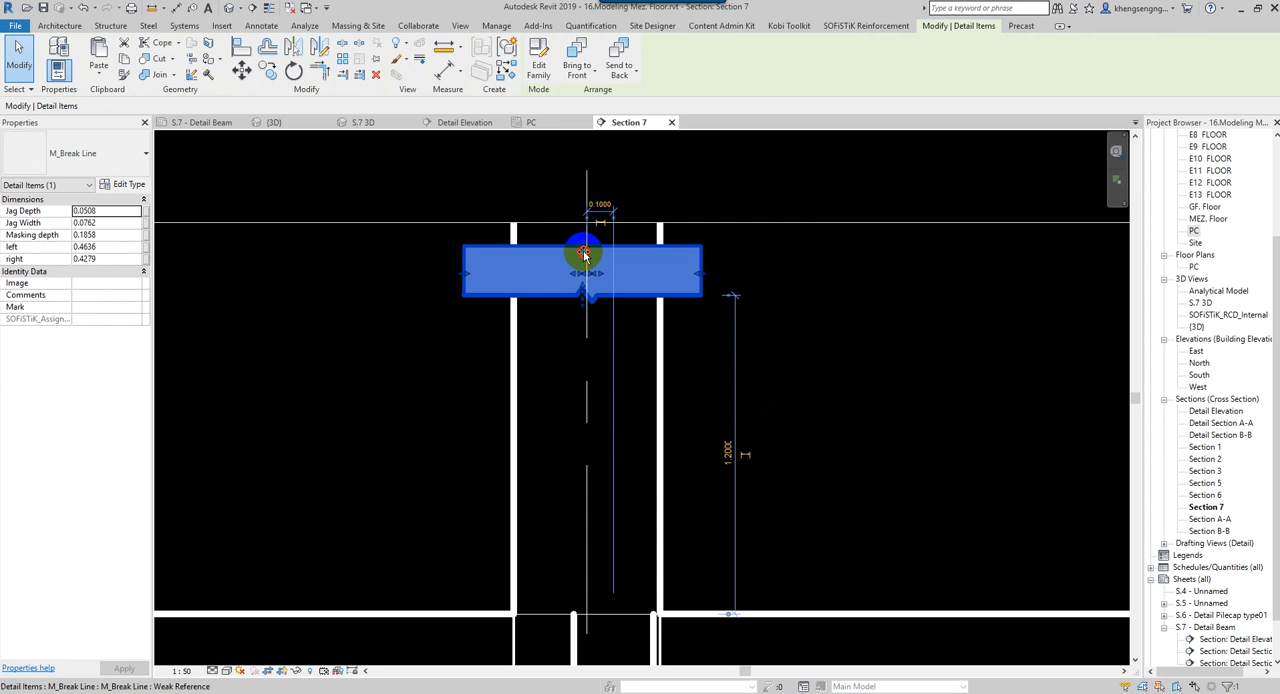 Autodesk Revit 2019 - 16.Modeling Mez. Floor.rvt - Section: Section 7
Type a keyword or phrase
khengsengng...
File Architecture Structure Steel Systems Insert Annotate Analyze Massing & Site Collaborate View Manage Add-Ins Quantification Site Designer Content Admin Kit Kobi Toolkit SOFiSTiK Reinforcement Modify | Detail Items Precast
Modify
Properties
Paste
Cope
Cut
Join
Edit
Family
Bring to
Front
Send to
Back
Select Properties Clipboard Geometry Modify View Measure Create Mode Arrange
Modify | Detail Items
Properties
S.7 - Detail Beam {3D} S.7 3D Detail Elevation PC Section 7
Project Browser - 16.Modeling M...
M_Break Line
Detail Items (1)
Edit Type
Dimensions
Jag Depth 0.0508
Jag Width 0.0762
Masking depth 0.1858
left 0.4636
right 0.4279
Identity Data
Image
Comments
Mark
SOFiSTiK_Assign...
Properties help
Apply
0.1000
1.2000
E8 FLOOR
E9 FLOOR
E10 FLOOR
E11 FLOOR
E12 FLOOR
E13 FLOOR
GF. Floor
MEZ. Floor
PC
Site
Floor Plans
PC
3D Views
Analytical Model
S.7 3D
SOFiSTiK_RCD_Internal
{3D}
Elevations (Building Elevation)
East
North
South
West
Sections (Cross Section)
Detail Elevation
Detail Section A-A
Detail Section B-B
Section 1
Section 2
Section 3
Section 5
Section 6
Section 7
Section A-A
Section B-B
Drafting Views (Detail)
Legends
Schedules/Quantities (all)
Sheets (all)
S.4 - Unnamed
S.5 - Unnamed
S.6 - Detail Pilecap type01
S.7 - Detail Beam
Section: Detail Elevat
Section: Detail Sectic
Section: Detail Sectic
1 : 50
Detail Items : M_Break Line : M_Break Line : Weak Reference
:0
Main Model
:1